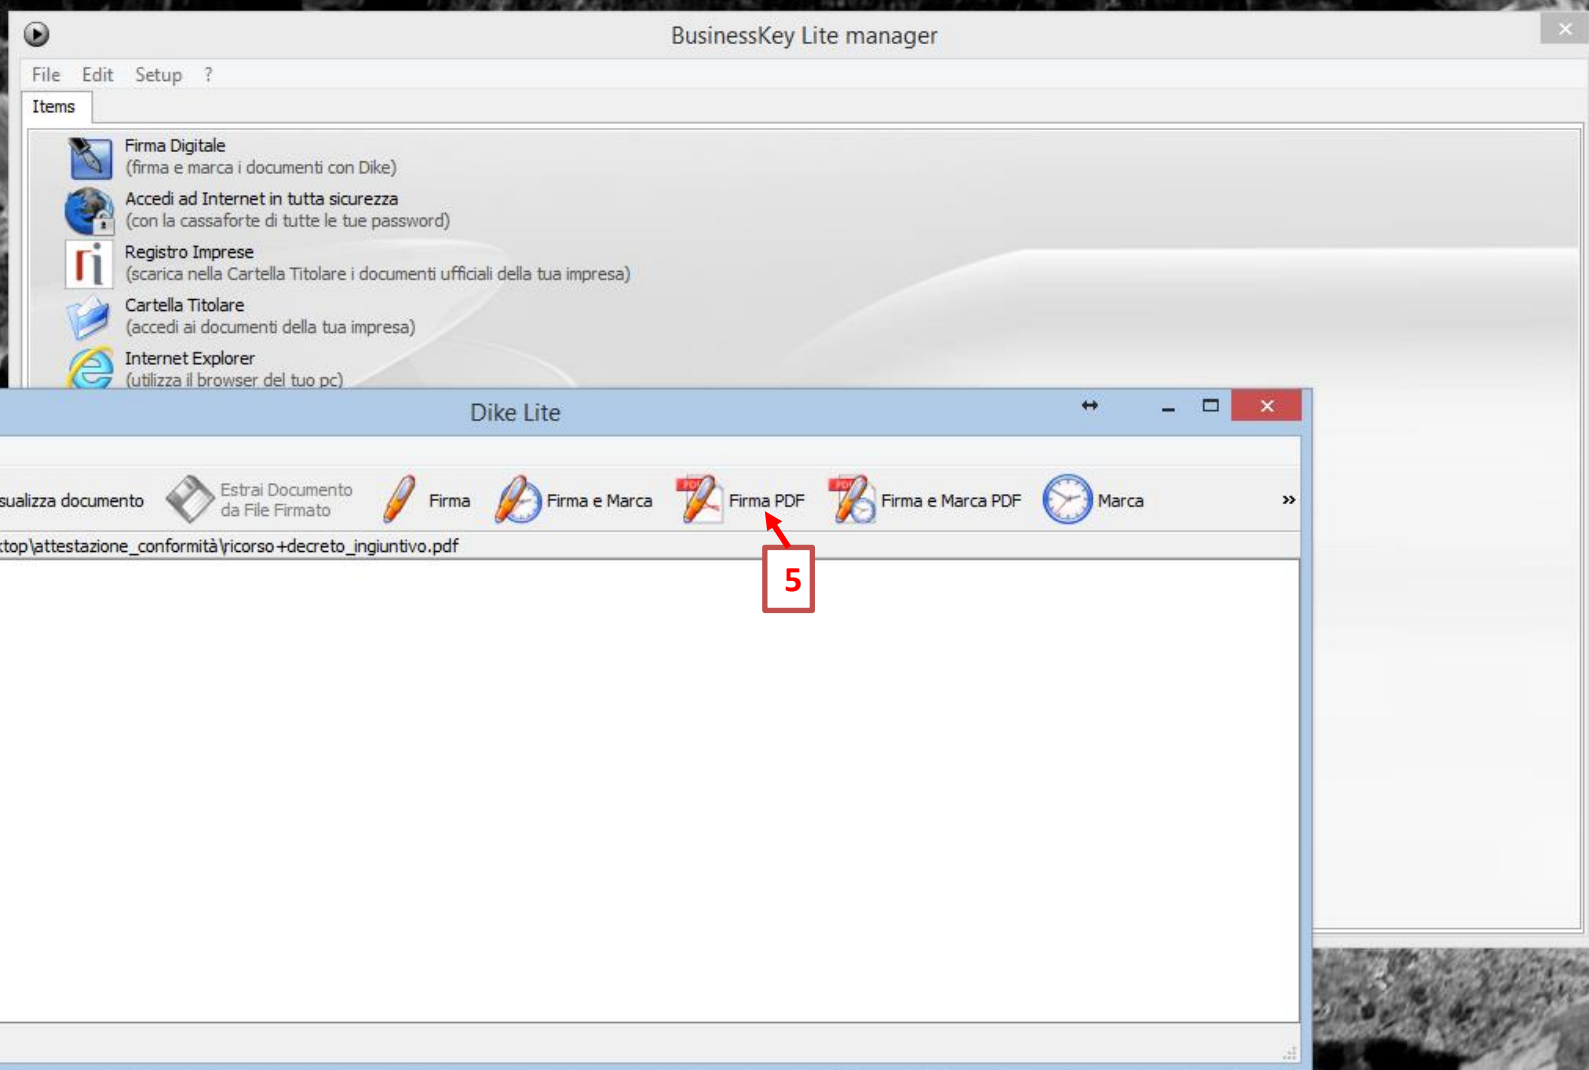 BusinessKey Lite manager
File Edit Setup ?
Items
Firma Digitale
(firma e marca i documenti con Dike)
Accedi ad Internet in tutta sicurezza
(con la cassaforte di tutte le tue password)
ri
Registro Imprese
(scarica nella Cartella Titolare i documenti ufficiali della tua impresa)
Cartella Titolare
(accedi ai documenti della tua impresa)
Internet Explorer
(utilizza il browser del tuo pc)
Dike Lite
sualizza documento
Estrai Documento
da File Firmato
Firma
Firma e Marca
Firma PDF
Firma e Marca PDF
Marca
»
ktop\attestazione_conformità\ricorso+decreto_ingiuntivo.pdf
5